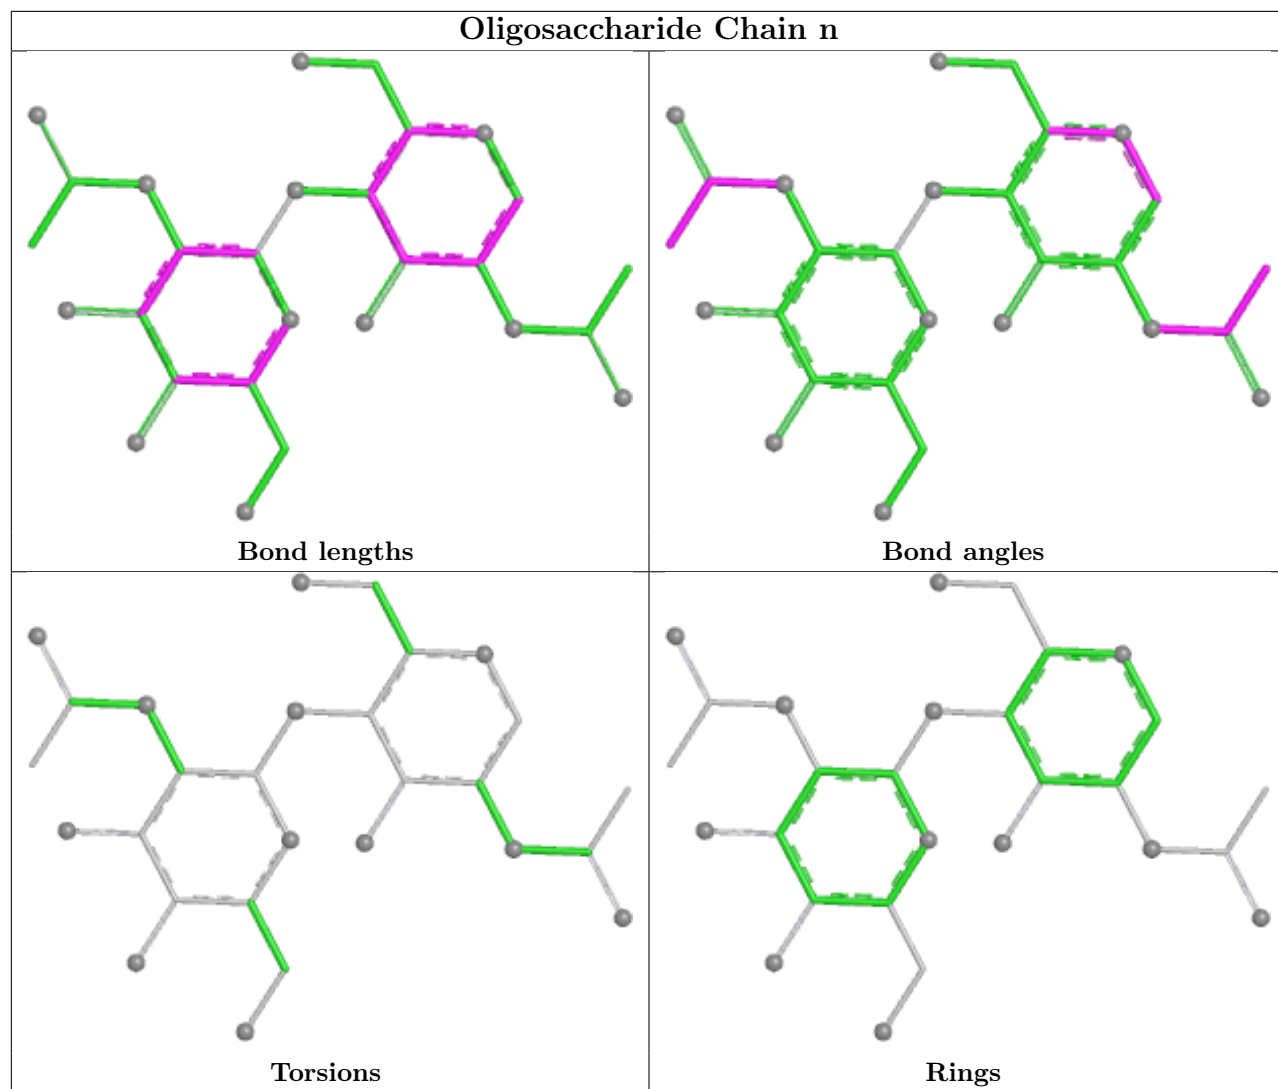 Oligosaccharide Chain n
Bond lengths
Bond angles
Torsions
Rings